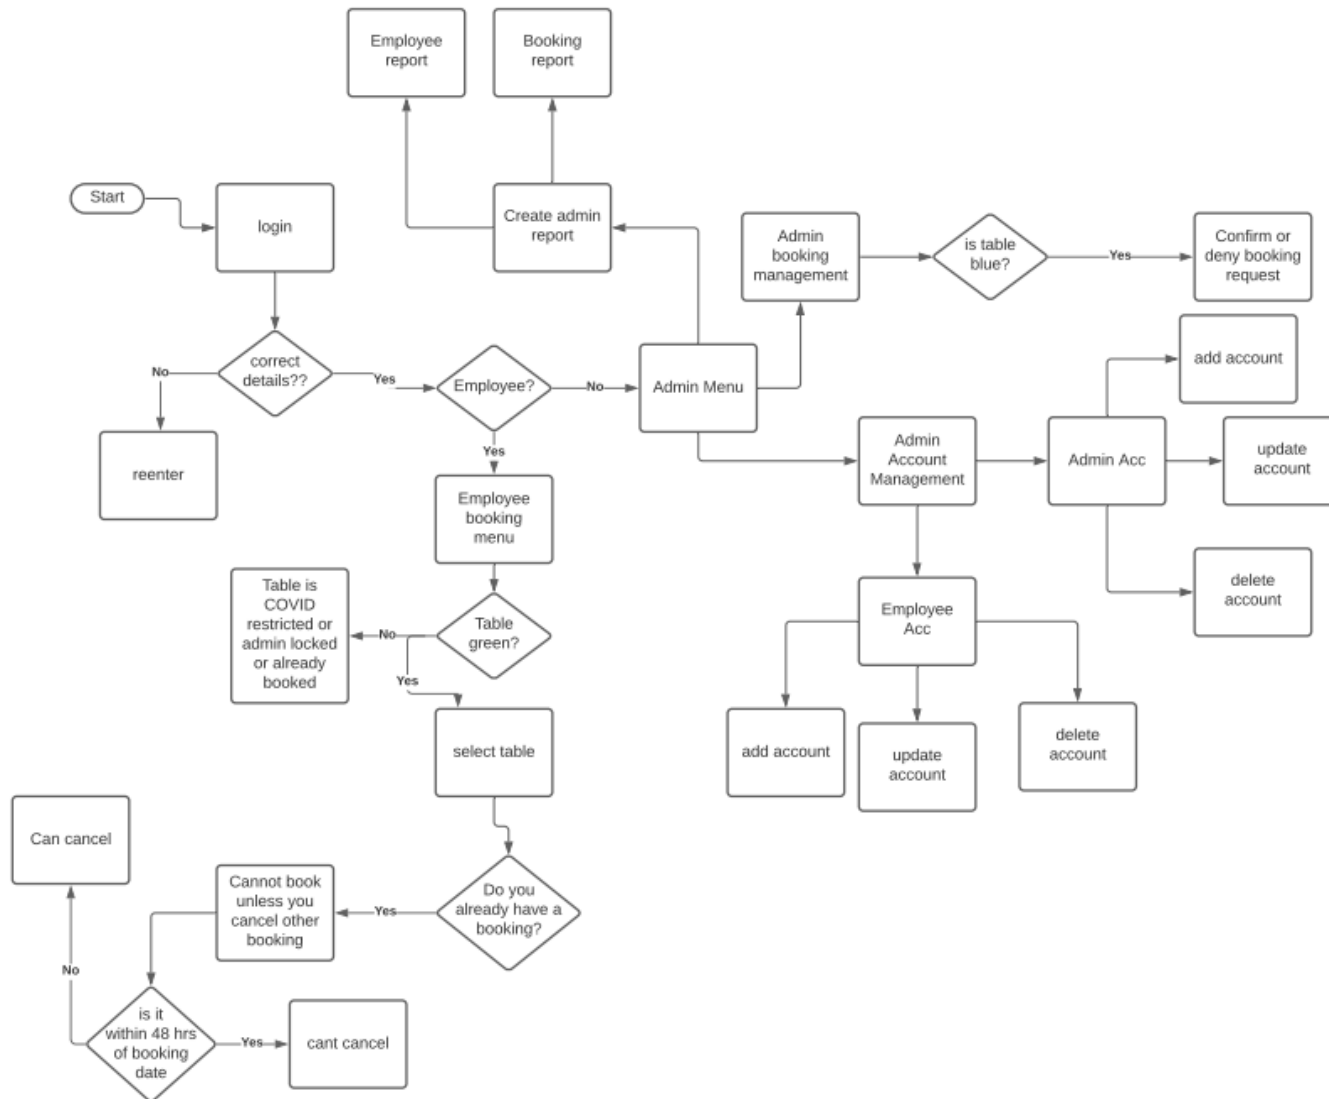 Employee
report
Booking
report
Start
login
Create admin
report
Admin
booking
management
is table
blue?
Yes
Confirm or
deny booking
request
correct
details??
No
Yes
Employee?
No
Admin Menu
add account
reenter
Yes
Employee
booking
menu
Admin
Account
Management
Admin Acc
update
account
Table is
COVID
restricted or
admin locked
or already
booked
No
Table
green?
Yes
delete
account
Employee
Acc
select table
add account
update
account
delete
account
Can cancel
Cannot book
unless you
cancel other
booking
Yes
Do you
already have a
booking?
No
is it
within 48 hrs
of booking
date
Yes
cant cancel